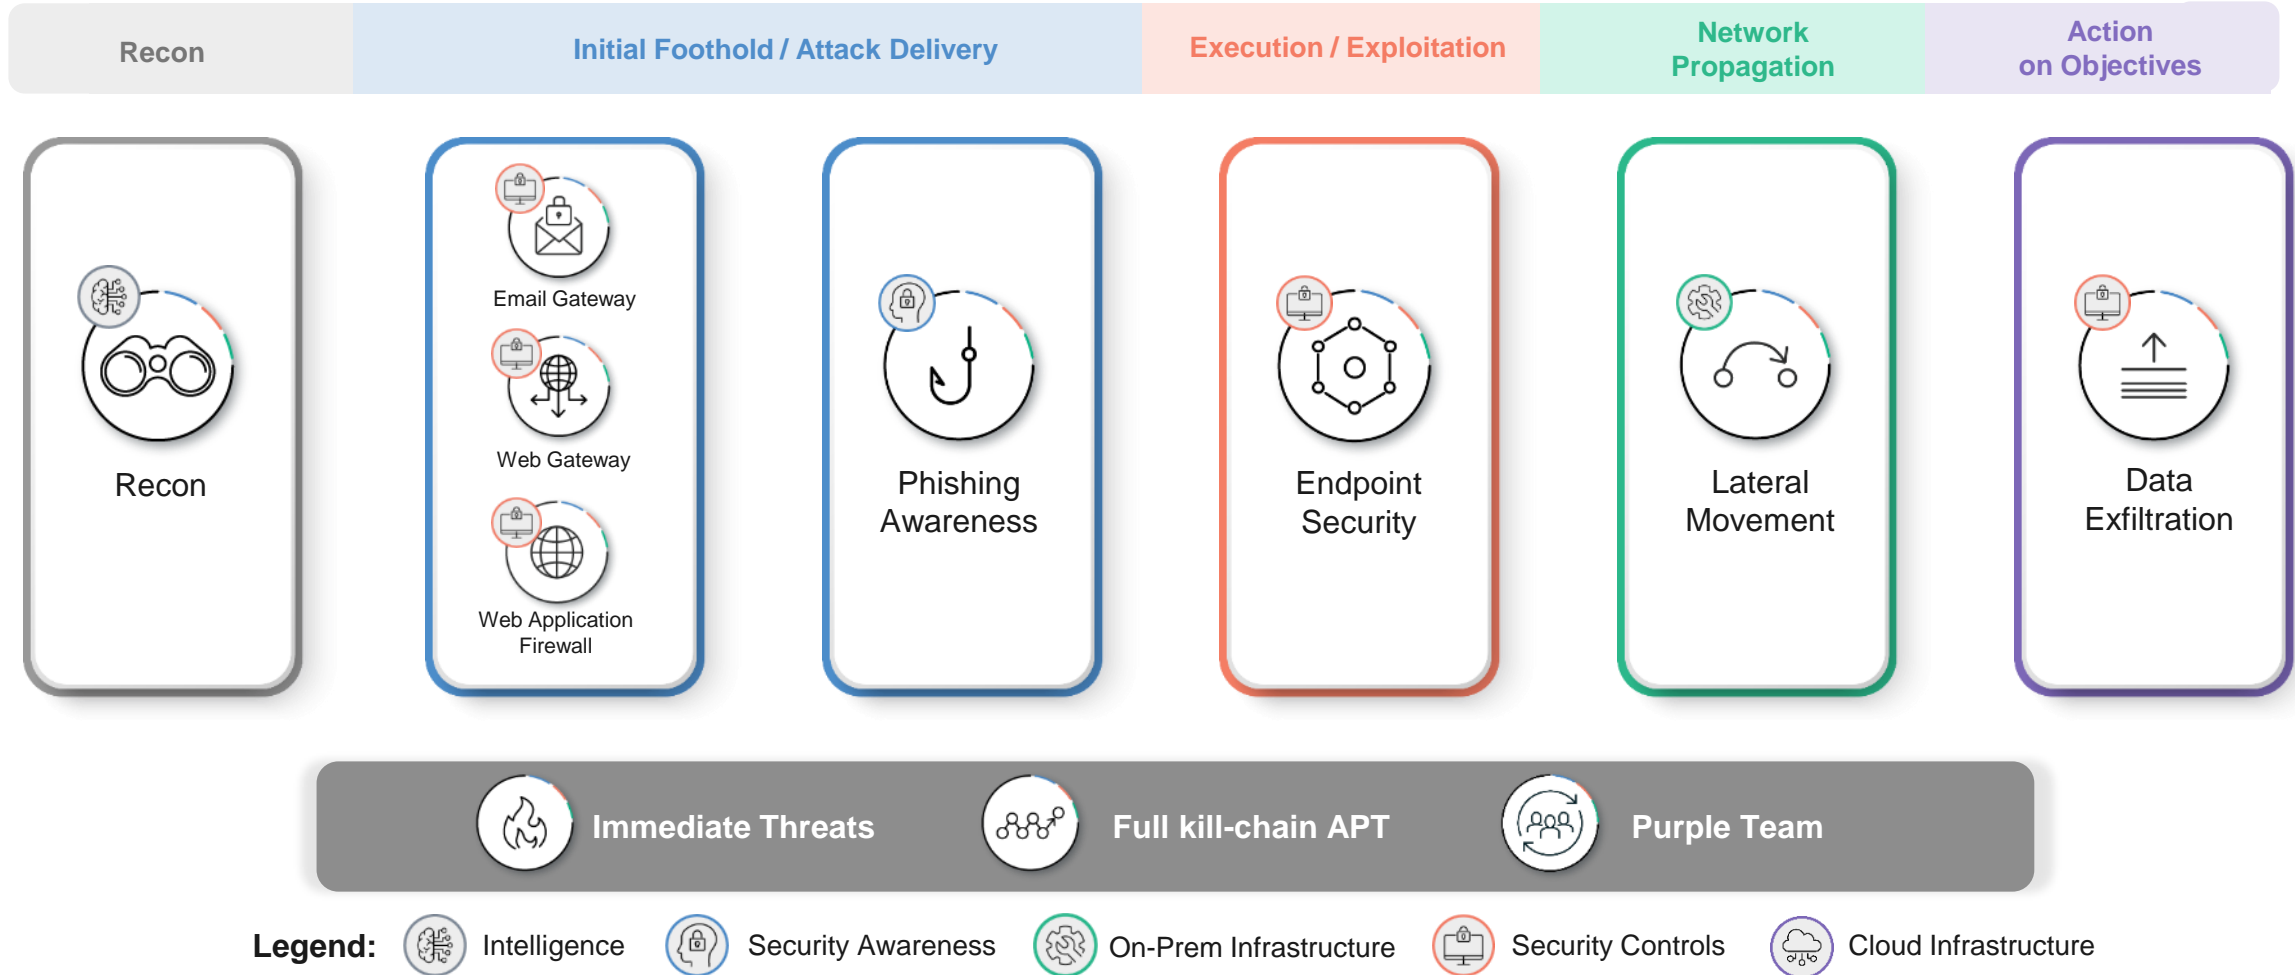 Recon
Initial Foothold / Attack Delivery
Execution / Exploitation
Network
Propagation
Action
on Objectives
Recon
Email Gateway
Web Gateway
Web Application
Firewall
Phishing
Awareness
Endpoint
Security
Lateral
Movement
Data
Exfiltration
Immediate Threats
Full kill-chain APT
Purple Team
Legend:
Intelligence
Security Awareness
On-Prem Infrastructure
Security Controls
Cloud Infrastructure